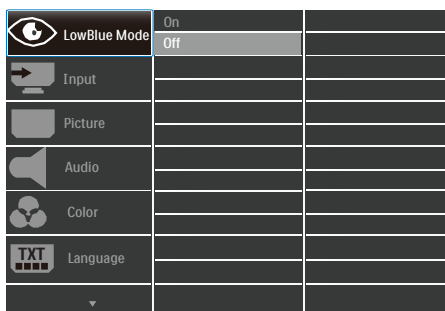 LowBlue Mode
On
Off
Input
Picture
Audio
Color
TXT
Language